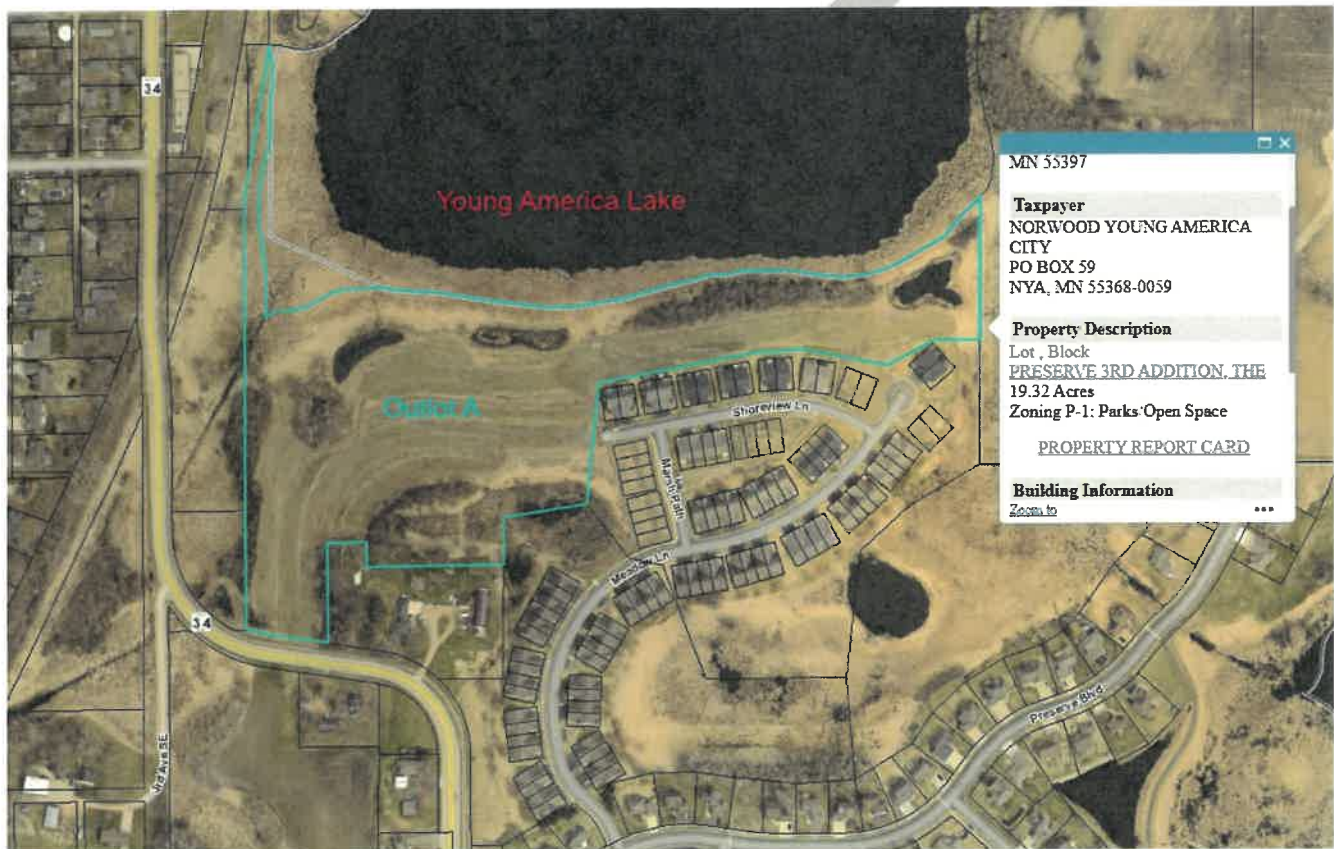 34
Young America Lake
Outlot A
Shoreview Ln
Marsh Path
Meadow Ln
34
3rd Ave SE
Preserve Blvd
MN 55397
Taxpayer
NORWOOD YOUNG AMERICA
CITY
PO BOX 59
NYA, MN 55368-0059
Property Description
Lot , Block
PRESERVE 3RD ADDITION, THE
19.32 Acres
Zoning P-1: Parks/Open Space
PROPERTY REPORT CARD
Building Information
Zoom to